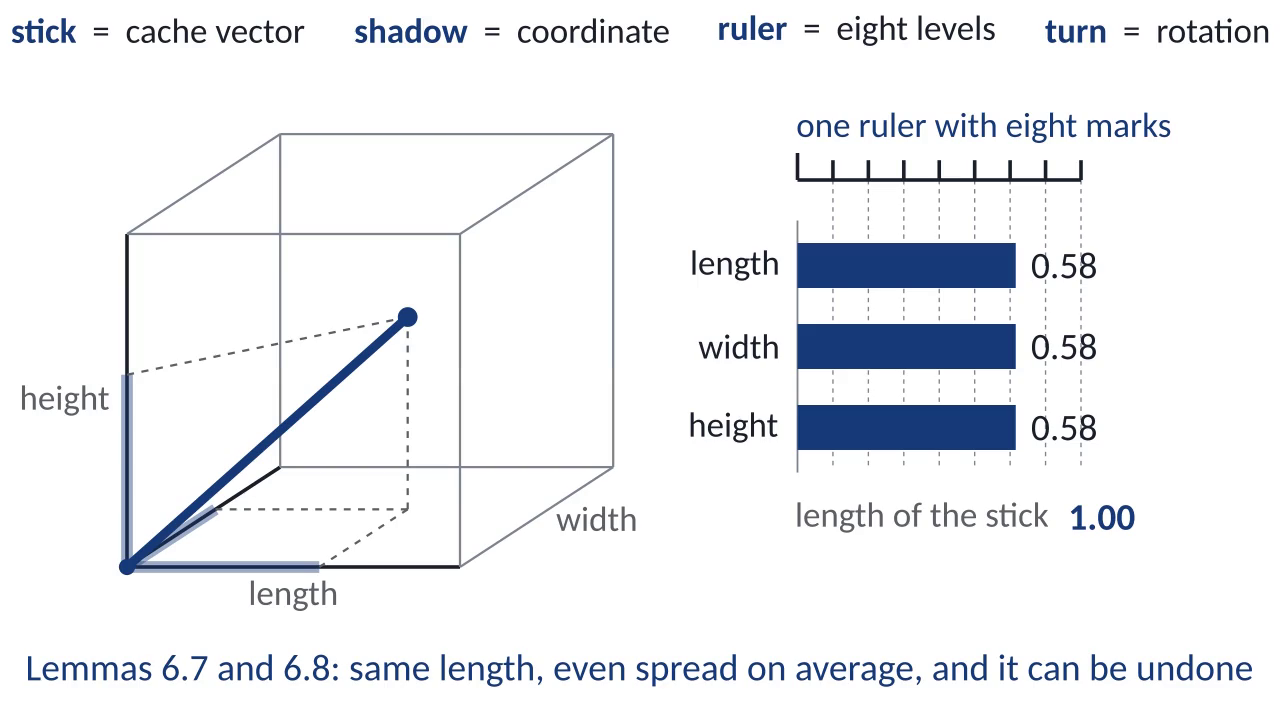 stick = cache vector
shadow = coordinate
ruler = eight levels
turn = rotation
one ruler with eight marks
length 0.58
width 0.58
height 0.58
length of the stick 1.00
height
width
length
Lemmas 6.7 and 6.8: same length, even spread on average, and it can be undone